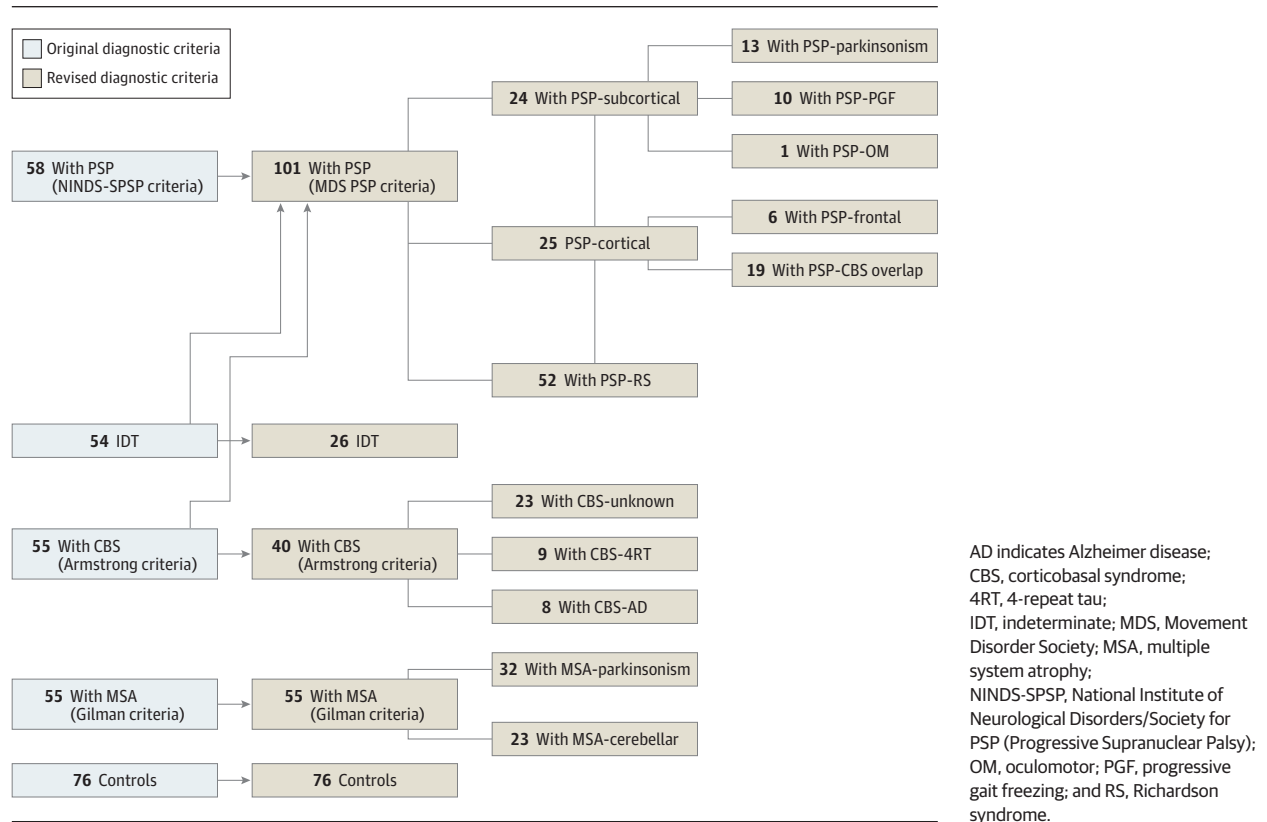 Original diagnostic criteria
Revised diagnostic criteria
58 With PSP
(NINDS-SPSP criteria)
101 With PSP
(MDS PSP criteria)
24 With PSP-subcortical
13 With PSP-parkinsonism
10 With PSP-PGF
1 With PSP-OM
25 PSP-cortical
6 With PSP-frontal
19 With PSP-CBS overlap
52 With PSP-RS
54 IDT
26 IDT
55 With CBS
(Armstrong criteria)
40 With CBS
(Armstrong criteria)
23 With CBS-unknown
9 With CBS-4RT
8 With CBS-AD
55 With MSA
(Gilman criteria)
55 With MSA
(Gilman criteria)
32 With MSA-parkinsonism
23 With MSA-cerebellar
76 Controls
76 Controls
AD indicates Alzheimer disease;
CBS, corticobasal syndrome;
4RT, 4-repeat tau;
IDT, indeterminate; MDS, Movement
Disorder Society; MSA, multiple
system atrophy;
NINDS-SPSP, National Institute of
Neurological Disorders/Society for
PSP (Progressive Supranuclear Palsy);
OM, oculomotor; PGF, progressive
gait freezing; and RS, Richardson
syndrome.